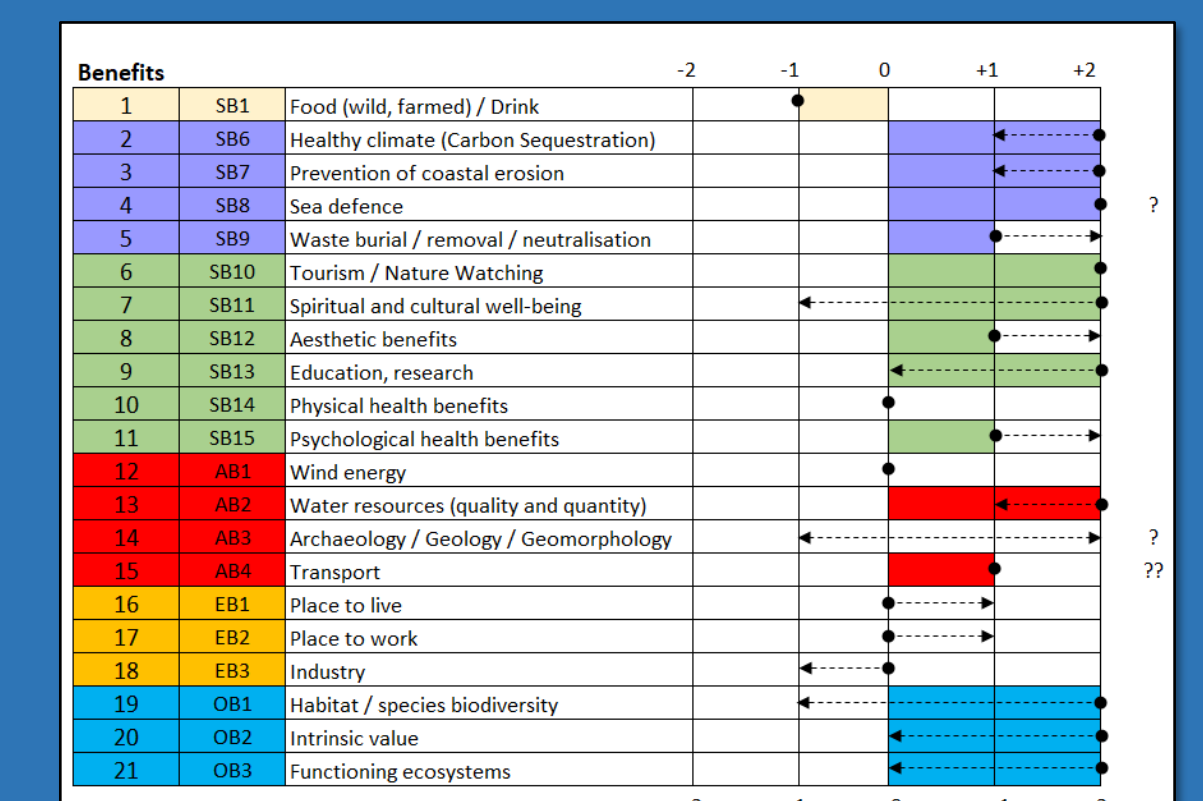 Benefits -2 -1 0 +1 +2
1 SB1 Food (wild, farmed) / Drink
2 SB6 Healthy climate (Carbon Sequestration)
3 SB7 Prevention of coastal erosion
4 SB8 Sea defence ?
5 SB9 Waste burial / removal / neutralisation
6 SB10 Tourism / Nature Watching
7 SB11 Spiritual and cultural well-being
8 SB12 Aesthetic benefits
9 SB13 Education, research
10 SB14 Physical health benefits
11 SB15 Psychological health benefits
12 AB1 Wind energy
13 AB2 Water resources (quality and quantity)
14 AB3 Archaeology / Geology / Geomorphology ?
15 AB4 Transport ??
16 EB1 Place to live
17 EB2 Place to work
18 EB3 Industry
19 OB1 Habitat / species biodiversity
20 OB2 Intrinsic value
21 OB3 Functioning ecosystems